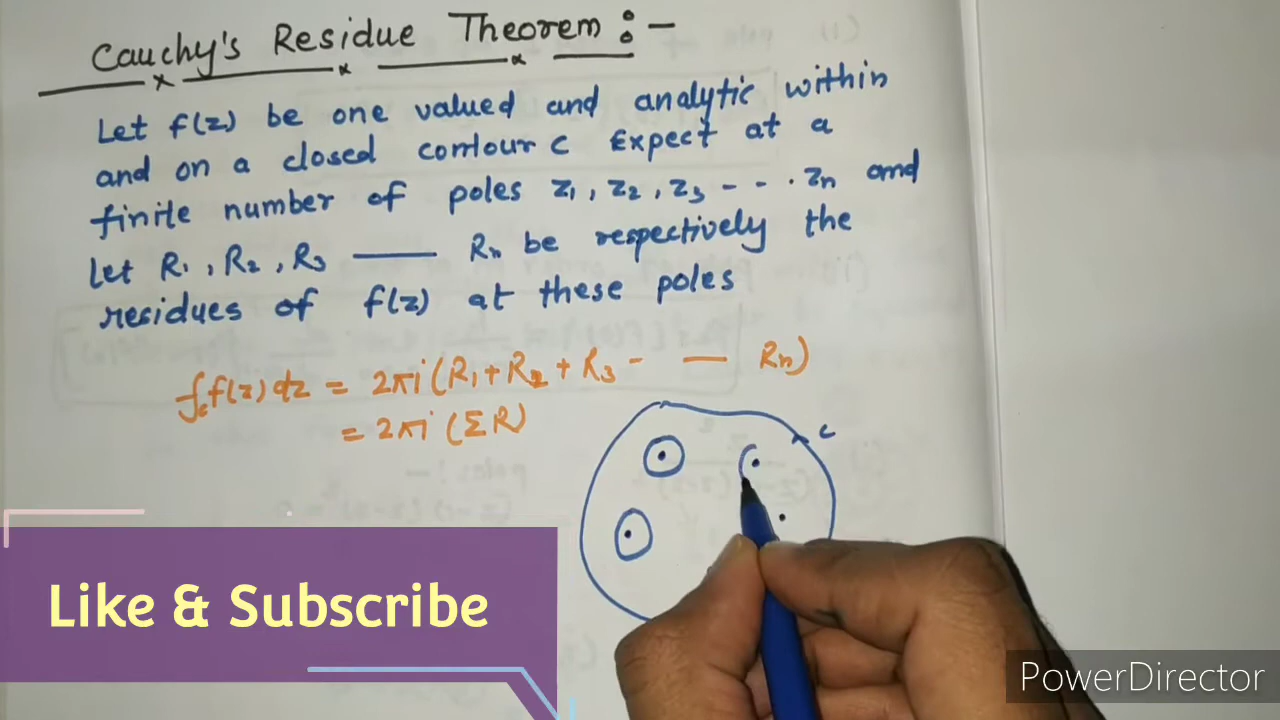 Cauchy's Residue Theorem :-
Let f(z) be one valued and analytic within
and on a closed contour C Expect at a
finite number of poles z1, z2, z3 - - . zn and
Let R1, R2, R3 —— Rn be respectively the
residues of f(z) at these poles
∫c f(z) dz = 2πi (R1 + R2 + R3 - — Rn)
= 2πi (ΣR)
C
Like & Subscribe
PowerDirector